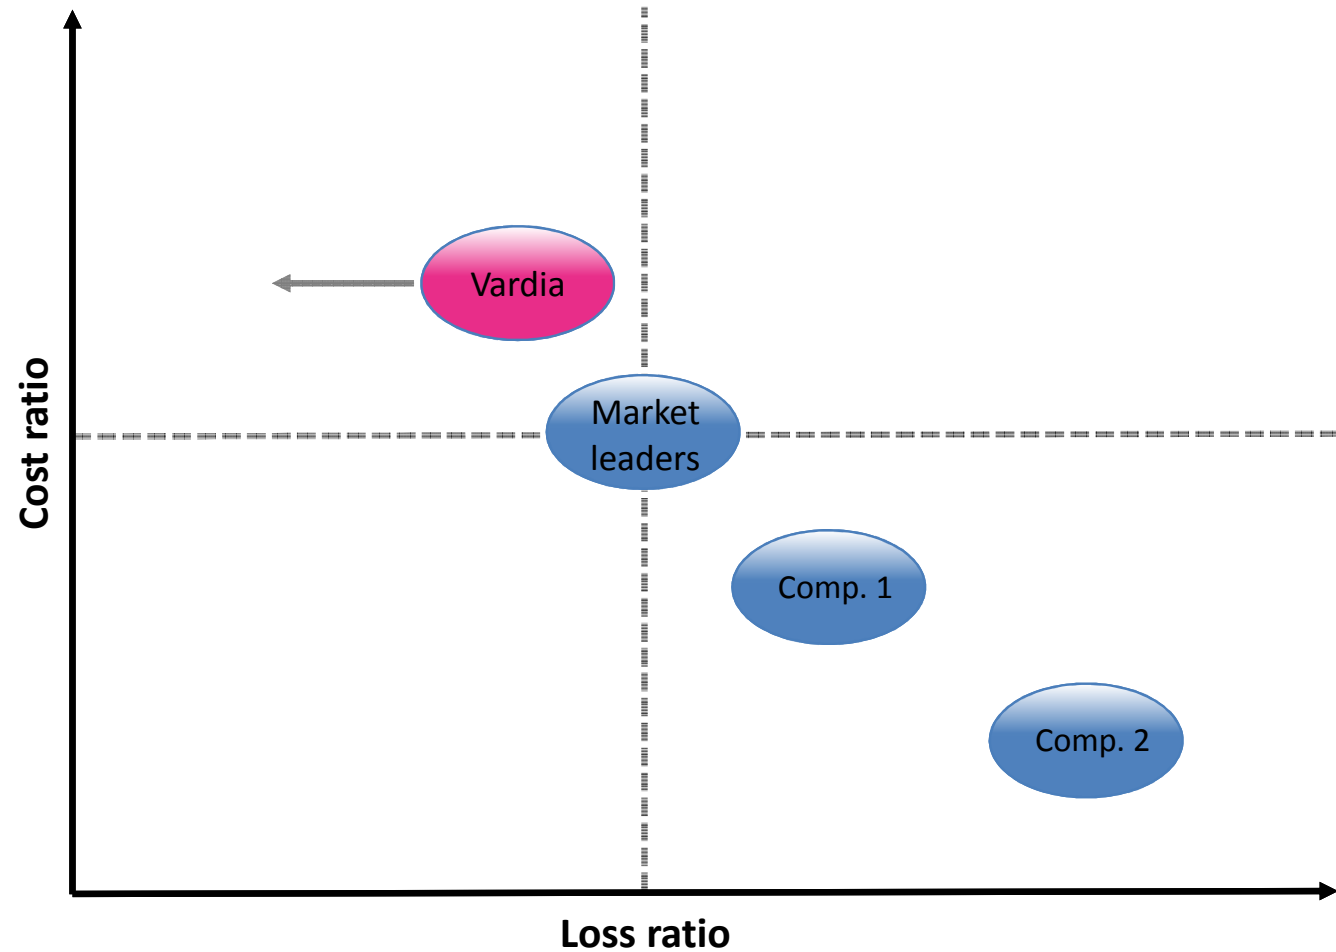 Vardia
Market
leaders
Cost ratio
Comp. 1
Comp. 2
Loss ratio